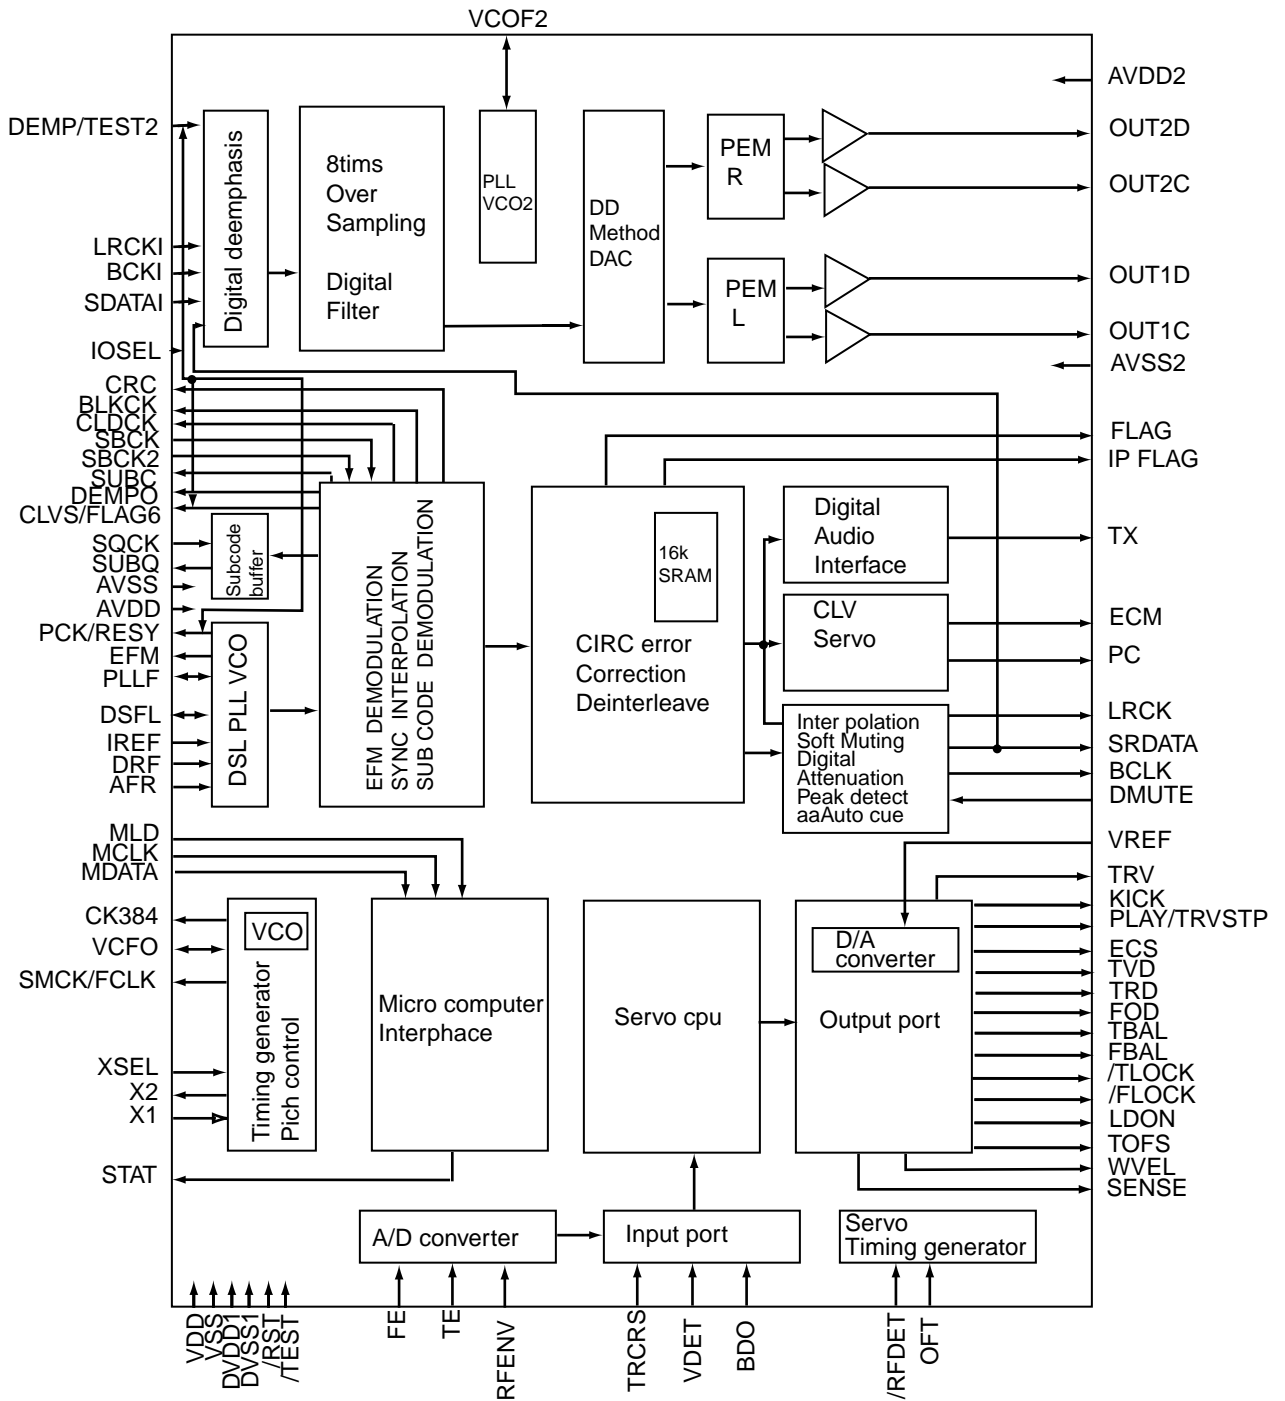 VCOF2
AVDD2
DEMP/TEST2
OUT2D
OUT2C
LRCKI
BCKI
SDATAI
IOSEL
OUT1D
OUT1C
AVSS2
Digital deemphasis
8tims
Over
Sampling
Digital
Filter
PLL
VCO2
DD
Method
DAC
PEM
R
PEM
L
CRC
BLKCK
CLDCK
SBCK
SBCK2
SUBC
DEMPO
CLVS/FLAG6
SQCK
SUBQ
AVSS
AVDD
PCK/RESY
EFM
PLLF
DSFL
IREF
DRF
AFR
Subcode
buffer
DSL PLL VCO
EFM DEMODULATION
SYNC INTERPOLATION
SUB CODE DEMODULATION
16k
SRAM
CIRC error
Correction
Deinterleave
Digital
Audio
Interface
CLV
Servo
Inter polation
Soft Muting
Digital
Attenuation
Peak detect
aaAuto cue
FLAG
IP FLAG
TX
ECM
PC
LRCK
SRDATA
BCLK
DMUTE
MLD
MCLK
MDATA
CK384
VCFO
SMCK/FCLK
XSEL
X2
X1
STAT
VCO
Timing generator
Pich control
Micro computer
Interphace
Servo cpu
D/A
converter
Output port
VREF
TRV
KICK
PLAY/TRVSTP
ECS
TVD
TRD
FOD
TBAL
FBAL
/TLOCK
/FLOCK
LDON
TOFS
WVEL
SENSE
A/D converter
Input port
Servo
Timing generator
VDD
VSS
DVDD1
DVSS1
/RST
/TEST
FE
TE
RFENV
TRCRS
VDET
BDO
/RFDET
OFT